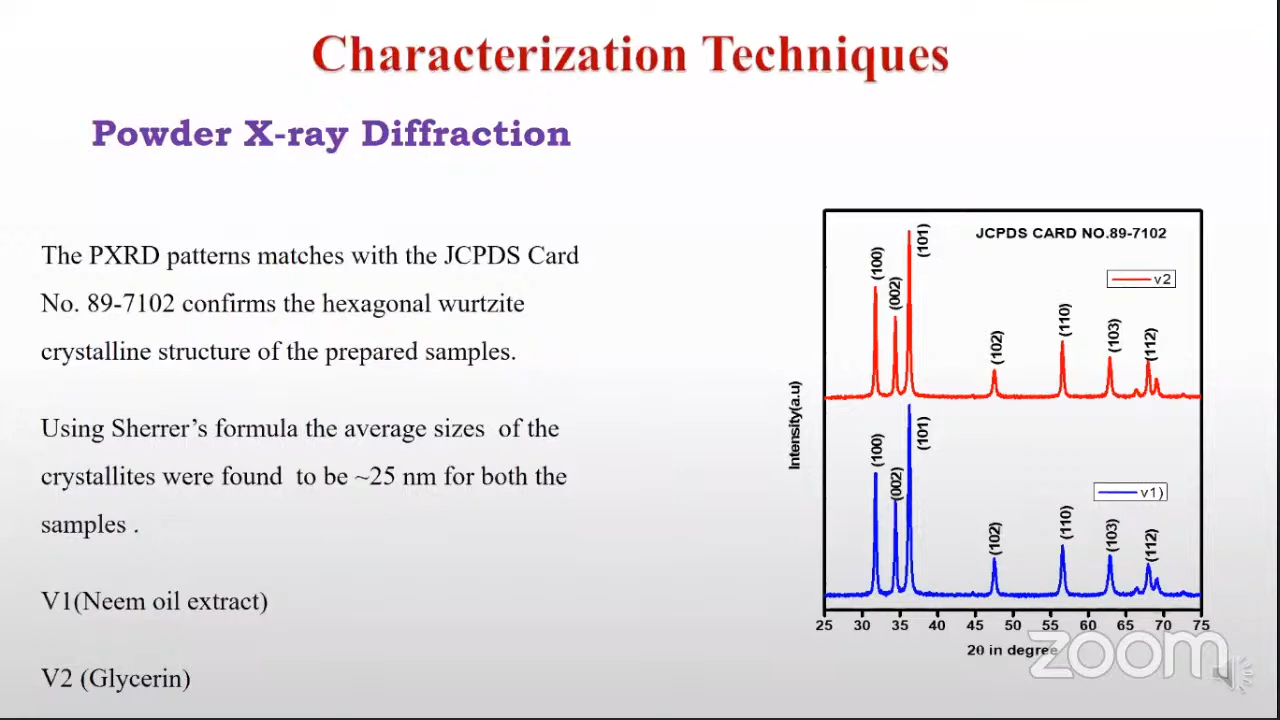 Characterization Techniques
Powder X-ray Diffraction
The PXRD patterns matches with the JCPDS Card
No. 89-7102 confirms the hexagonal wurtzite
crystalline structure of the prepared samples.
Using Sherrer’s formula the average sizes of the
crystallites were found to be ~25 nm for both the
samples .
V1(Neem oil extract)
V2 (Glycerin)
JCPDS CARD NO.89-7102
v2
(100)
(002)
(101)
(102)
(110)
(103)
(112)
v1)
(100)
(002)
(101)
(102)
(110)
(103)
(112)
Intensity(a.u)
25 30 35 40 45 50 55 60 65 70 75
2θ in degree
zoom